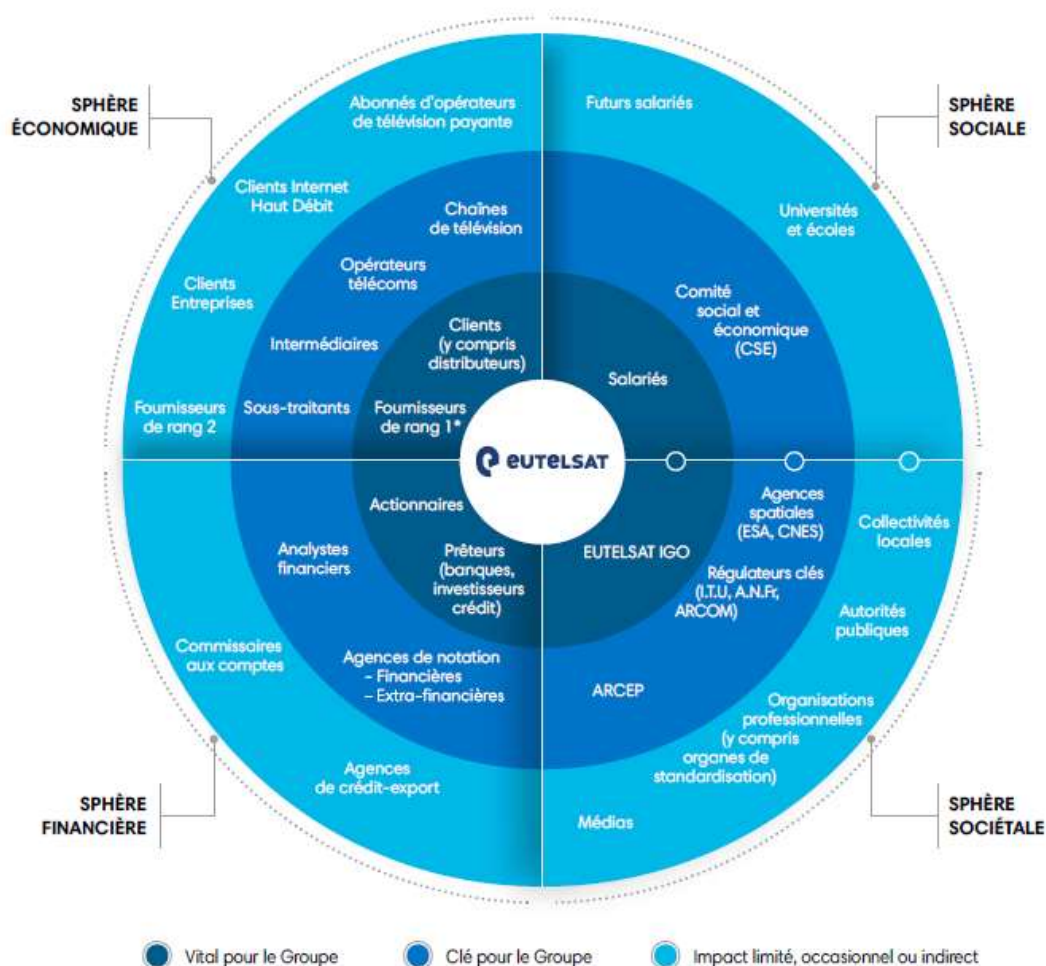 SPHÈRE
ÉCONOMIQUE
Abonnés d'opérateurs
de télévision payante
Clients Internet
Haut Débit
Clients
Entreprises
Fournisseurs
de rang 2
Chaînes
de télévision
Opérateurs
télécoms
Intermédiaires
Sous-traitants
Clients
(y compris
distributeurs)
Fournisseurs
de rang 1*
SPHÈRE
SOCIALE
Futurs salariés
Universités
et écoles
Comité
social et
économique
(CSE)
Salariés
eutelsat
SPHÈRE
FINANCIÈRE
Actionnaires
Prêteurs
(banques,
investisseurs
crédit)
Analystes
financiers
Agences de notation
- Financières
– Extra-financières
Commissaires
aux comptes
Agences
de crédit-export
SPHÈRE
SOCIÉTALE
EUTELSAT IGO
Agences
spatiales
(ESA, CNES)
Régulateurs clés
(I.T.U, A.N.Fr,
ARCOM)
ARCEP
Collectivités
locales
Autorités
publiques
Organisations
professionnelles
(y compris
organes de
standardisation)
Médias
Vital pour le Groupe
Clé pour le Groupe
Impact limité, occasionnel ou indirect